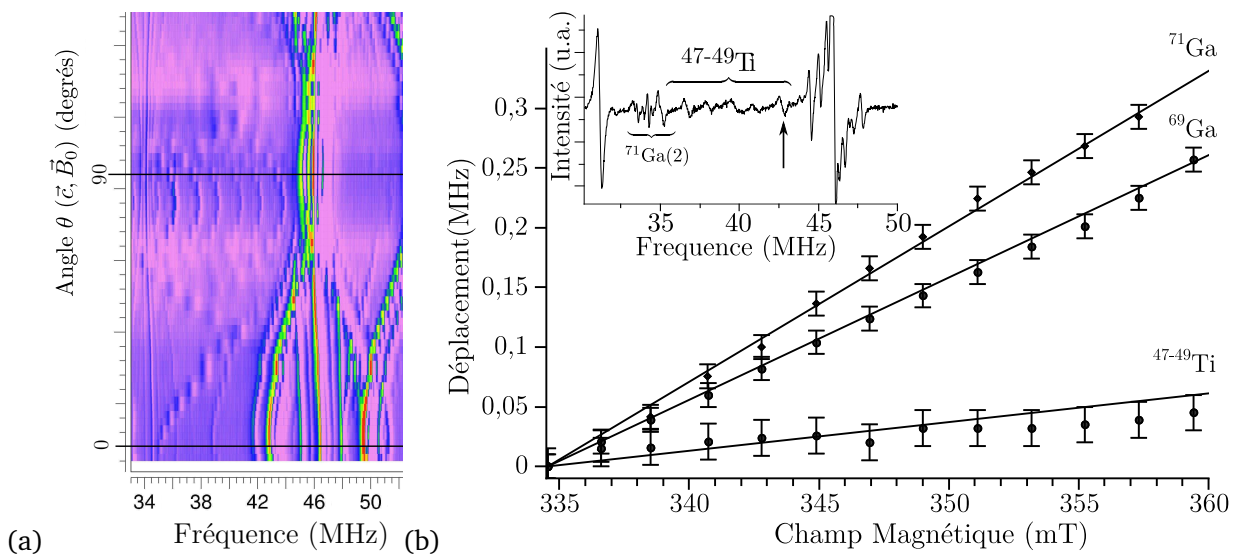 Angle θ (c⃗, B⃗₀) (degrés)
90
0
34 38 42 46 50
Fréquence (MHz)
(a)
Déplacement(MHz)
0,3
0,25
0,2
0,15
0,1
0,05
0
335 340 345 350 355 360
Champ Magnétique (mT)
(b)
⁷¹Ga
⁶⁹Ga
⁴⁷⁻⁴⁹Ti
Intensité (u.a.)
⁴⁷⁻⁴⁹Ti
⁷¹Ga(2)
35 40 45 50
Frequence (MHz)